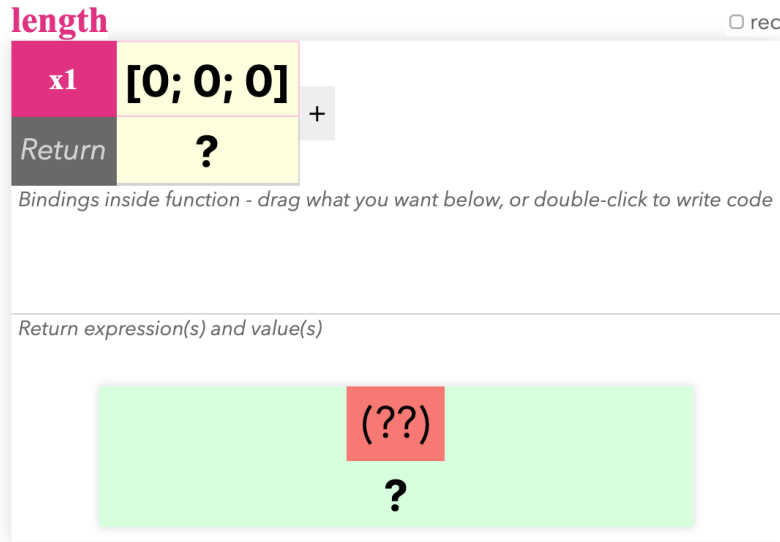 length
rec
x1 [0; 0; 0]
+
Return ?
Bindings inside function - drag what you want below, or double-click to write code
Return expression(s) and value(s)
(??)
?